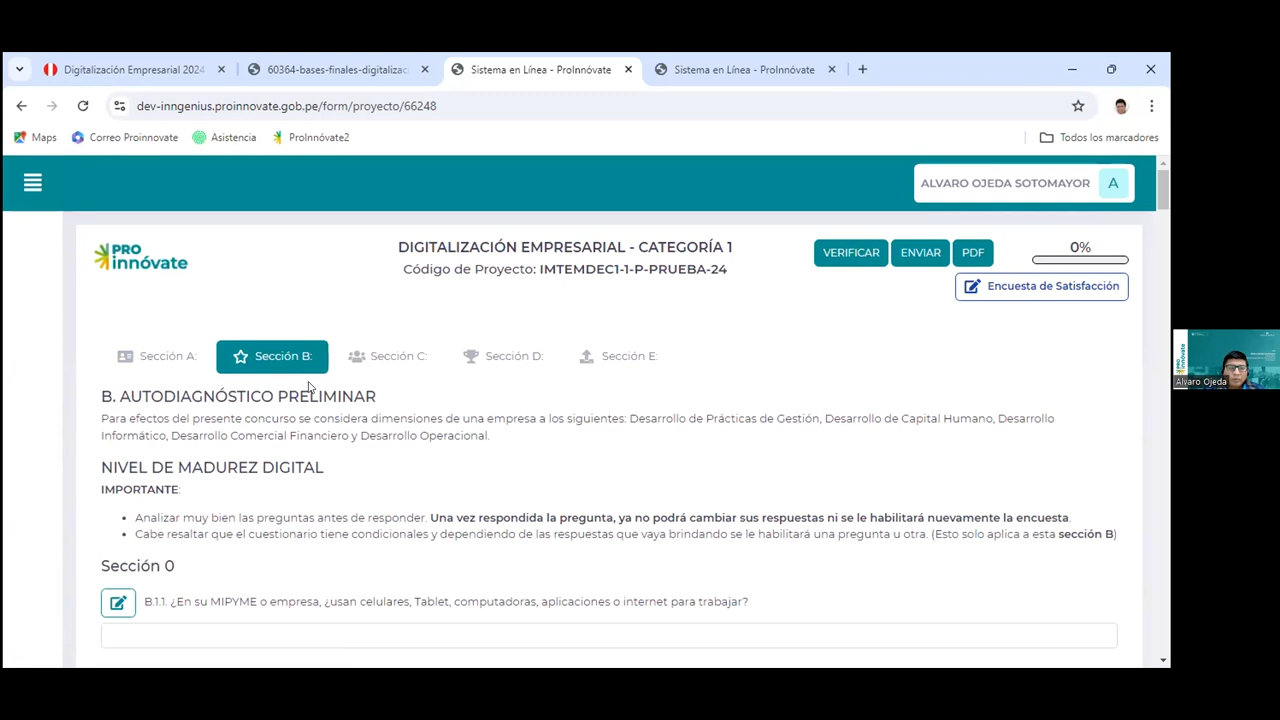 Digitalización Empresarial 2024
60364-bases-finales-digitalizac
Sistema en Línea - ProInnóvate
Sistema en Línea - ProInnóvate
dev-inngenius.proinnovate.gob.pe/form/proyecto/66248
Maps
Correo Proinnovate
Asistencia
ProInnóvate2
Todos los marcadores
ALVARO OJEDA SOTOMAYOR
A
PRO
innóvate
DIGITALIZACIÓN EMPRESARIAL - CATEGORÍA 1
Código de Proyecto: IMTEMDEC1-1-P-PRUEBA-24
VERIFICAR
ENVIAR
PDF
0%
Encuesta de Satisfacción
Sección A:
Sección B:
Sección C:
Sección D:
Sección E:
B. AUTODIAGNÓSTICO PRELIMINAR
Para efectos del presente concurso se considera dimensiones de una empresa a los siguientes: Desarrollo de Prácticas de Gestión, Desarrollo de Capital Humano, Desarrollo
Informático, Desarrollo Comercial Financiero y Desarrollo Operacional.
NIVEL DE MADUREZ DIGITAL
IMPORTANTE:
• Analizar muy bien las preguntas antes de responder. Una vez respondida la pregunta, ya no podrá cambiar sus respuestas ni se le habilitará nuevamente la encuesta.
• Cabe resaltar que el cuestionario tiene condicionales y dependiendo de las respuestas que vaya brindando se le habilitará una pregunta u otra. (Esto solo aplica a esta sección B)
Sección 0
B.1.1. ¿En su MIPYME o empresa, ¿usan celulares, Tablet, computadoras, aplicaciones o internet para trabajar?
Alvaro Ojeda